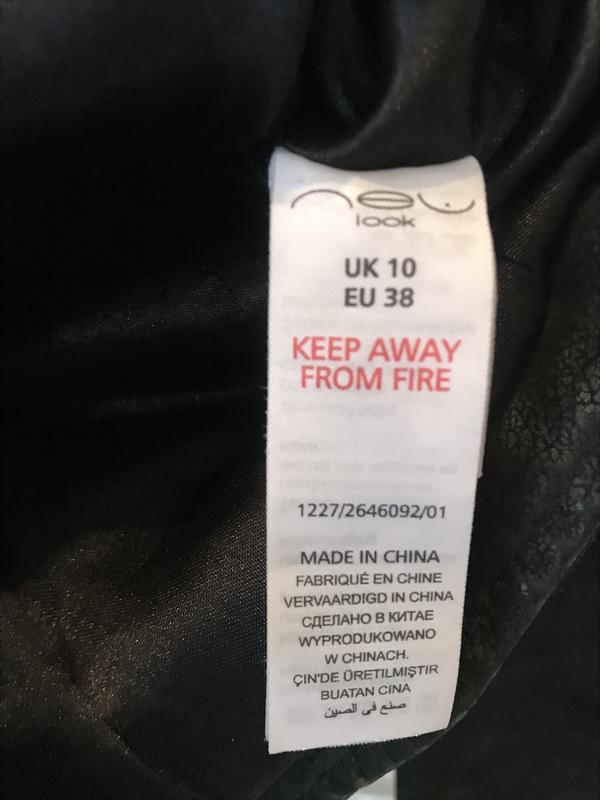 new
look
UK 10
EU 38
KEEP AWAY
FROM FIRE
1227/2646092/01
MADE IN CHINA
FABRIQUÉ EN CHINE
VERVAARDIGD IN CHINA
СДЕЛАНО В КИТАЕ
WYPRODUKOWANO
W CHINACH.
ÇIN'DE ÜRETILMIŞTIR
BUATAN CINA
صنع في الصين